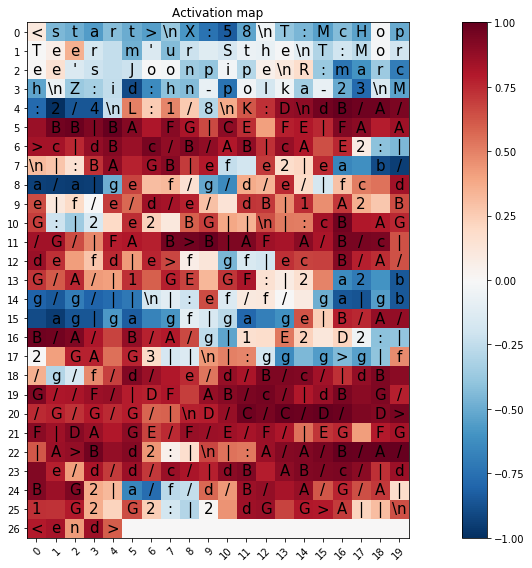 Activation map
0 < s t a r t > \n X : 5 8 \n T : M c H o p
1 T e e r m ' u r S t h e \n T : M o r
2 e e ' s J o o n p i p e \n R : m a r c
3 h \n Z : i d : h n - p o l k a - 2 3 \n M
4 : 2 / 4 \n L : 1 / 8 \n K : D \n d B / A /
5 B B | B A F G | C E F E | F A A
6 > c | d B c / B / A B | c A E 2 : |
7 \n | : B A G B | e f e 2 | e a b /
8 a / a | g e f / g / d / e / | f c d
9 e | f / e / d / e / d B | 1 A 2 B
10 G : | 2 e 2 B G | | \n | : c B A G
11 / G / | F A B > B | A F A / B / c |
12 d e f d | e > f g f | e c B / A /
13 G / A / | 1 G E G F : | 2 a 2 b
14 g / g / | | \n | : e f / f / g a | g b
15 a g | g a g f | g a g e | B / A /
16 B / A / B / A / g | 1 E 2 D 2 : |
17 2 G A G 3 | | \n | : g g g > g | f
18 / g / f / d / e / d / B / c / | d B
19 G / F / | D F A B / c / | d B G /
20 / G / G / G / | \n D / C / C / D / D >
21 F | D A G E / F / E / F / | E G F G
22 | A > B d 2 : | \n | : A / A / B / A /
23 e / d / d / c / | d B A B / c / | d
24 B G 2 | a / f / d / B / A / G / A |
25 1 G 2 G 2 : | 2 d G G > A | | \n
26 < e n d >
0 1 2 3 4 5 6 7 8 9 10 11 12 13 14 15 16 17 18 19
1.00
0.75
0.50
0.25
0.00
−0.25
−0.50
−0.75
−1.00